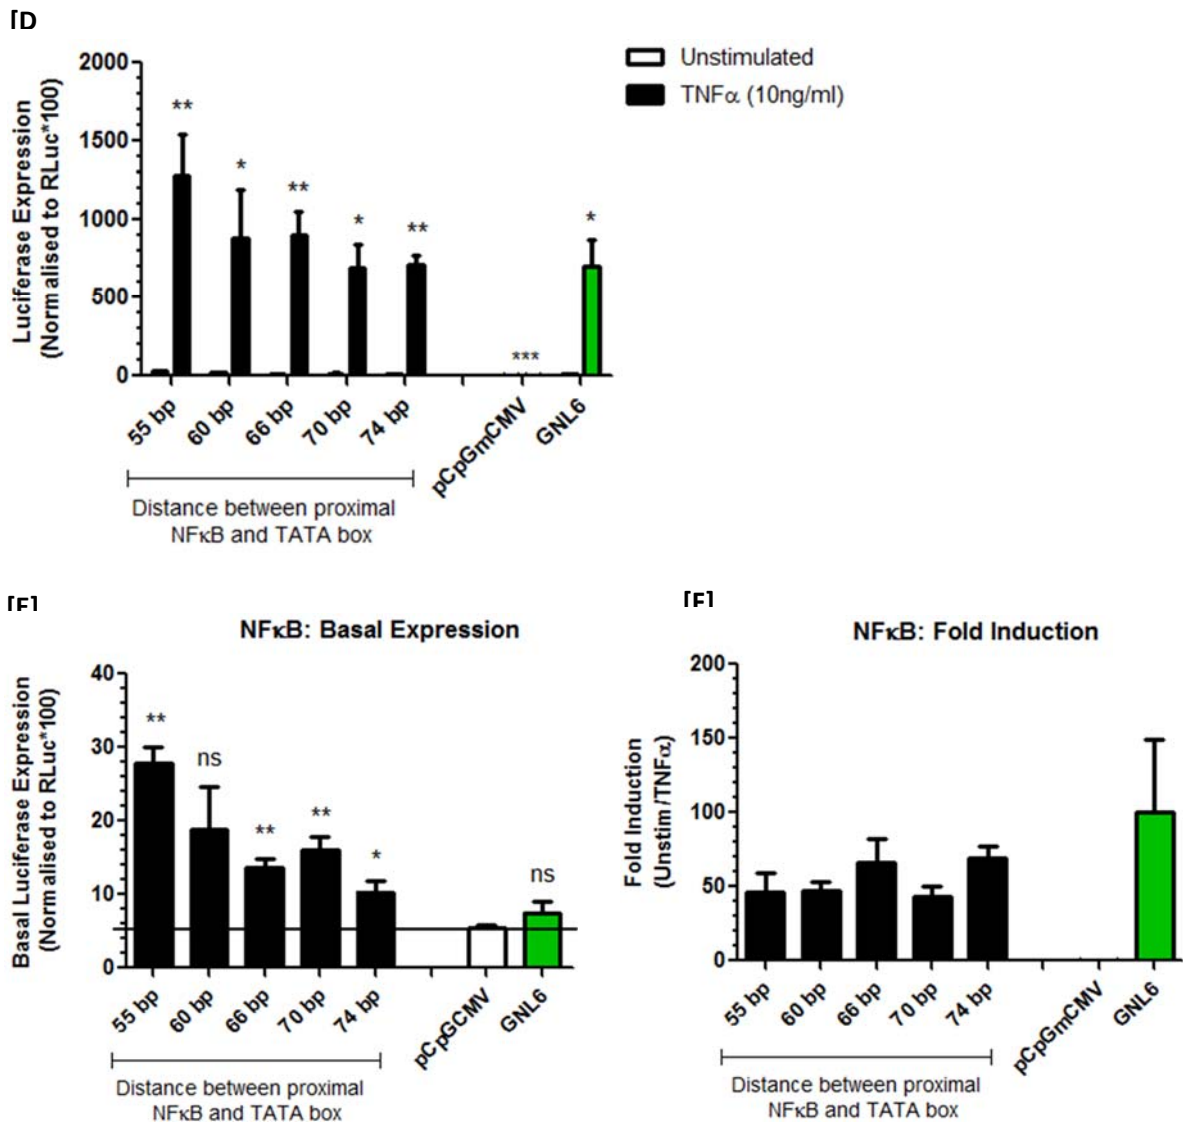 [D
Unstimulated
TNFα (10ng/ml)
Luciferase Expression
(Normalised to RLuc*100)
2000
1500
1000
500
0
**
*
**
*
**
***
*
55 bp
60 bp
66 bp
70 bp
74 bp
pCpGmCMV
GNL6
Distance between proximal
NFκB and TATA box
[E]
NFκB: Basal Expression
Basal Luciferase Expression
(Normalised to RLuc*100)
40
30
20
10
0
**
ns
**
**
*
ns
55 bp
60 bp
66 bp
70 bp
74 bp
pCpGCMV
GNL6
Distance between proximal
NFκB and TATA box
[F]
NFκB: Fold Induction
Fold Induction
(Unstim/TNFα)
200
150
100
50
0
55 bp
60 bp
66 bp
70 bp
74 bp
pCpGmCMV
GNL6
Distance between proximal
NFκB and TATA box